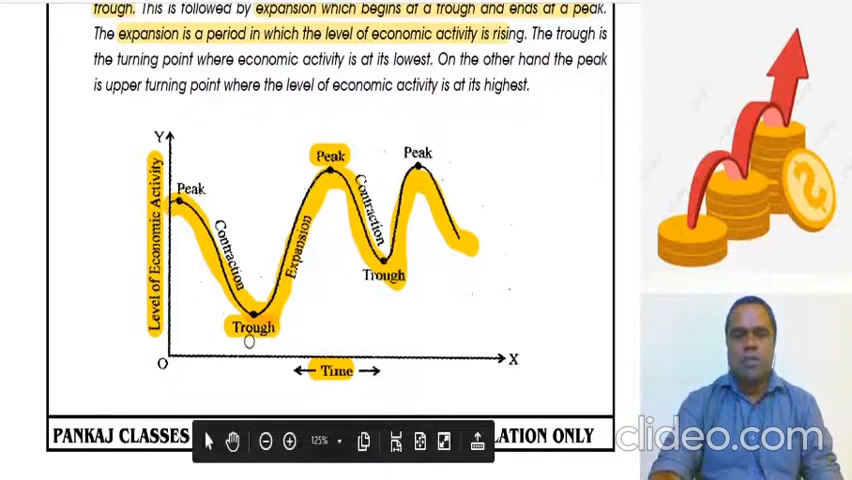 trough. This is followed by expansion which begins at a trough and ends at a peak.
The expansion is a period in which the level of economic activity is rising. The trough is
the turning point where economic activity is at its lowest. On the other hand the peak
is upper turning point where the level of economic activity is at its highest.
Y
Level of Economic Activity
Peak
Contraction
Trough
Expansion
Peak
Contraction
Trough
Peak
O
X
Time
PANKAJ CLASSES
LATION ONLY
125%
clideo.com